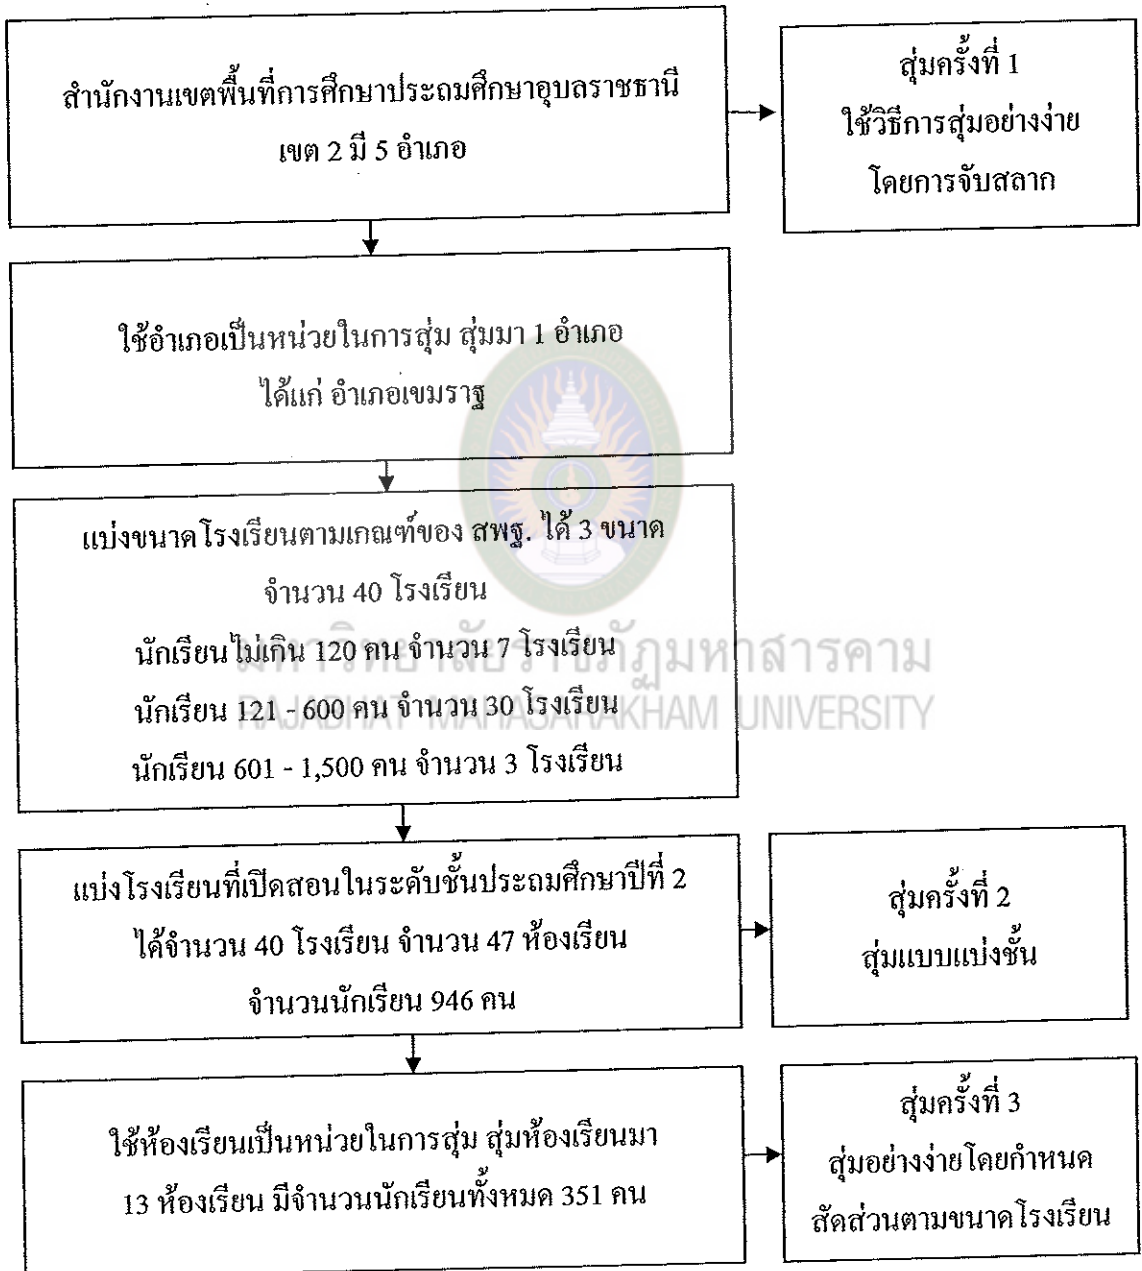 สำนักงานเขตพื้นที่การศึกษาประถมศึกษาอุบลราชธานี
เขต 2 มี 5 อำเภอ
สุ่มครั้งที่ 1
ใช้วิธีการสุ่มอย่างง่าย
โดยการจับสลาก
ใช้อำเภอเป็นหน่วยในการสุ่ม สุ่มมา 1 อำเภอ
ได้แก่ อำเภอเขมราฐ
แบ่งขนาดโรงเรียนตามเกณฑ์ของ สพฐ. ได้ 3 ขนาด
จำนวน 40 โรงเรียน
นักเรียนไม่เกิน 120 คน จำนวน 7 โรงเรียน
นักเรียน 121 - 600 คน จำนวน 30 โรงเรียน
นักเรียน 601 - 1,500 คน จำนวน 3 โรงเรียน
มหาวิทยาลัยราชภัฏมหาสารคาม
RAJABHAT MAHASARAKHAM UNIVERSITY
แบ่งโรงเรียนที่เปิดสอนในระดับชั้นประถมศึกษาปีที่ 2
ได้จำนวน 40 โรงเรียน จำนวน 47 ห้องเรียน
จำนวนนักเรียน 946 คน
สุ่มครั้งที่ 2
สุ่มแบบแบ่งชั้น
ใช้ห้องเรียนเป็นหน่วยในการสุ่ม สุ่มห้องเรียนมา
13 ห้องเรียน มีจำนวนนักเรียนทั้งหมด 351 คน
สุ่มครั้งที่ 3
สุ่มอย่างง่ายโดยกำหนด
สัดส่วนตามขนาดโรงเรียน